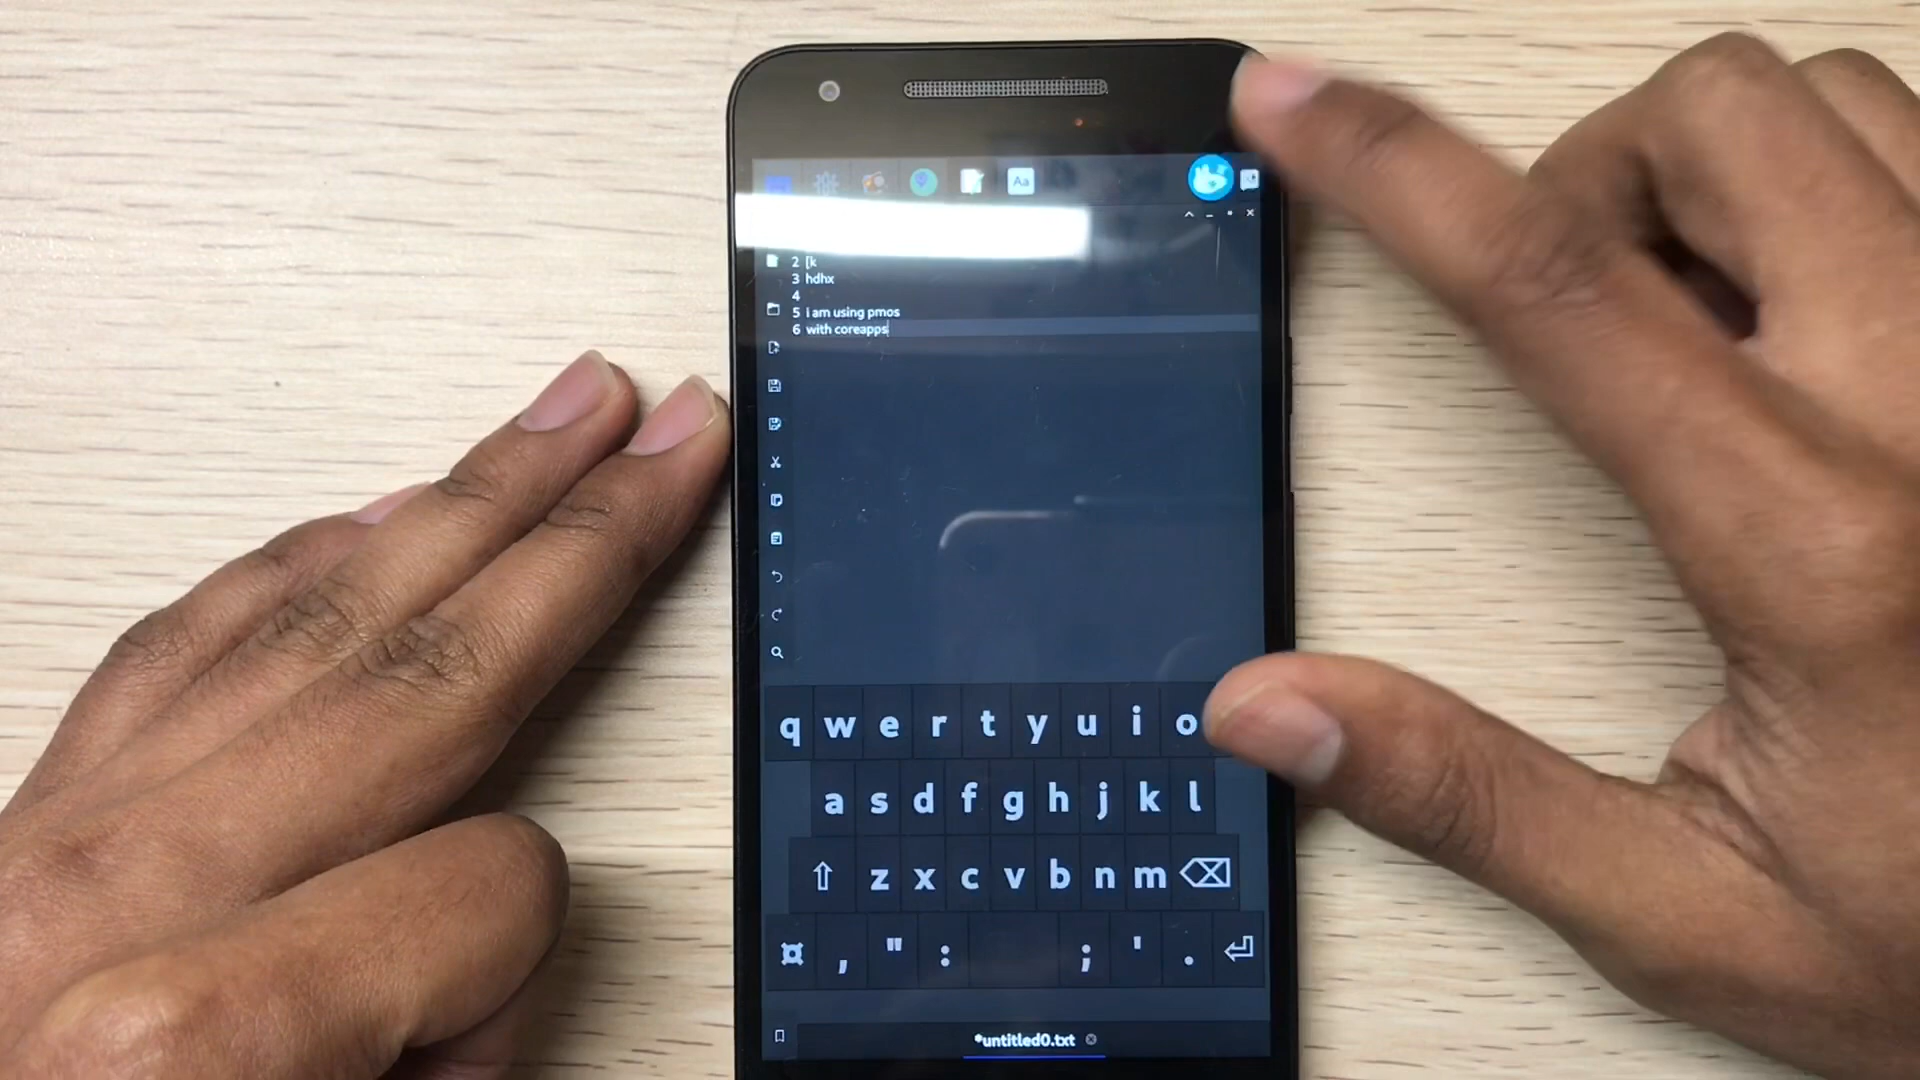 Aa
2 [k
3 hdhx
4
5 i am using pmos
6 with coreapps
q w e r t y u i o
a s d f g h j k l
z x c v b n m
, " : ; ' .
*untitled0.txt